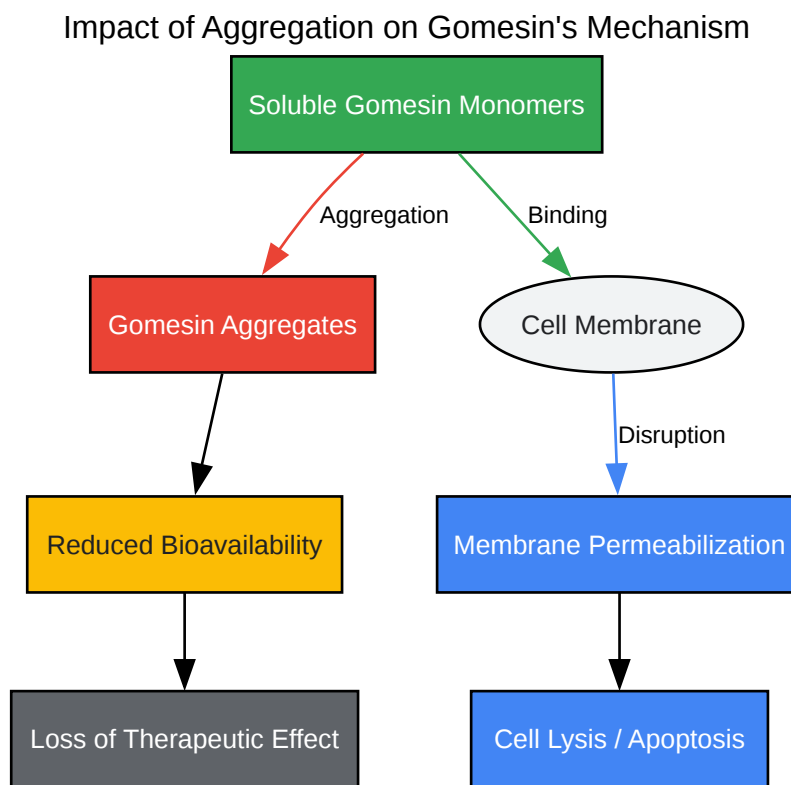 Impact of Aggregation on Gomesin's Mechanism
Soluble Gomesin Monomers
Aggregation
Binding
Gomesin Aggregates
Cell Membrane
Disruption
Reduced Bioavailability
Membrane Permeabilization
Loss of Therapeutic Effect
Cell Lysis / Apoptosis